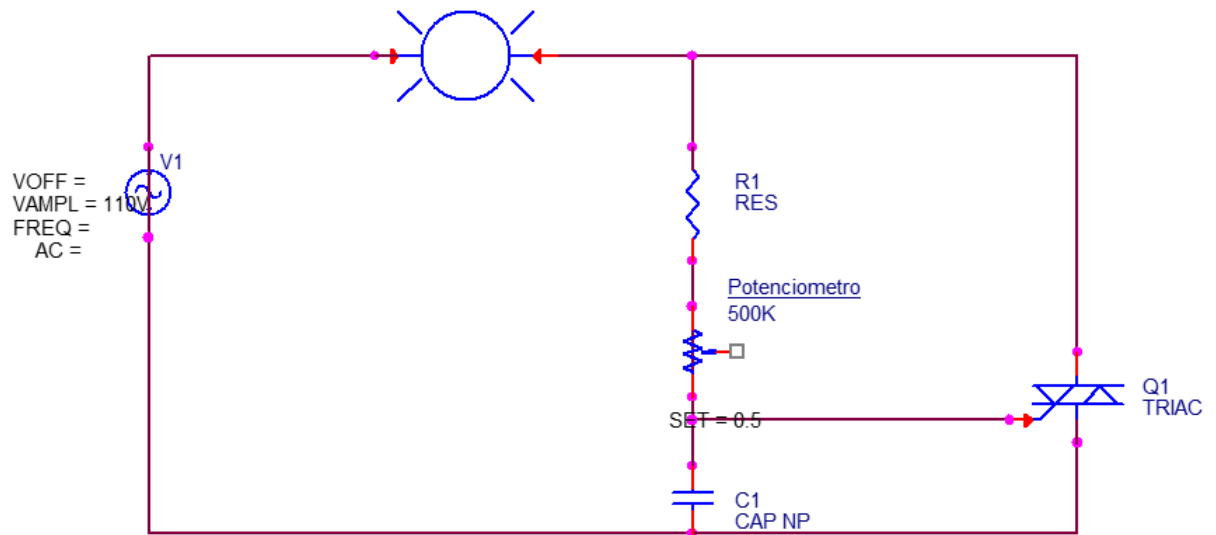 V1
VOFF =
VAMPL = 110V.
FREQ =
AC =
R1
RES
Potenciometro
500K
SET = 0.5
Q1
TRIAC
C1
CAP NP